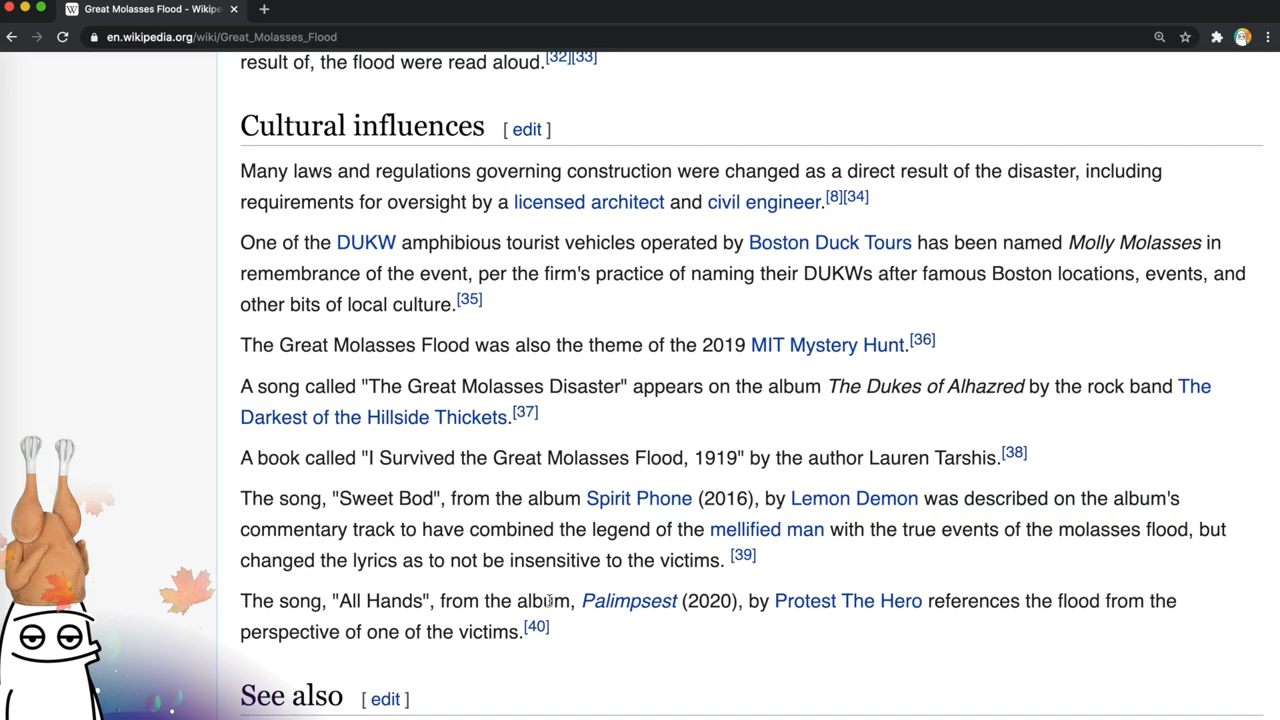 Great Molasses Flood - Wikipe
en.wikipedia.org/wiki/Great_Molasses_Flood
result of, the flood were read aloud.[32][33]
Cultural influences [ edit ]
Many laws and regulations governing construction were changed as a direct result of the disaster, including
requirements for oversight by a licensed architect and civil engineer.[8][34]
One of the DUKW amphibious tourist vehicles operated by Boston Duck Tours has been named Molly Molasses in
remembrance of the event, per the firm's practice of naming their DUKWs after famous Boston locations, events, and
other bits of local culture.[35]
The Great Molasses Flood was also the theme of the 2019 MIT Mystery Hunt.[36]
A song called "The Great Molasses Disaster" appears on the album The Dukes of Alhazred by the rock band The
Darkest of the Hillside Thickets.[37]
A book called "I Survived the Great Molasses Flood, 1919" by the author Lauren Tarshis.[38]
The song, "Sweet Bod", from the album Spirit Phone (2016), by Lemon Demon was described on the album's
commentary track to have combined the legend of the mellified man with the true events of the molasses flood, but
changed the lyrics as to not be insensitive to the victims. [39]
The song, "All Hands", from the album, Palimpsest (2020), by Protest The Hero references the flood from the
perspective of one of the victims.[40]
See also [ edit ]